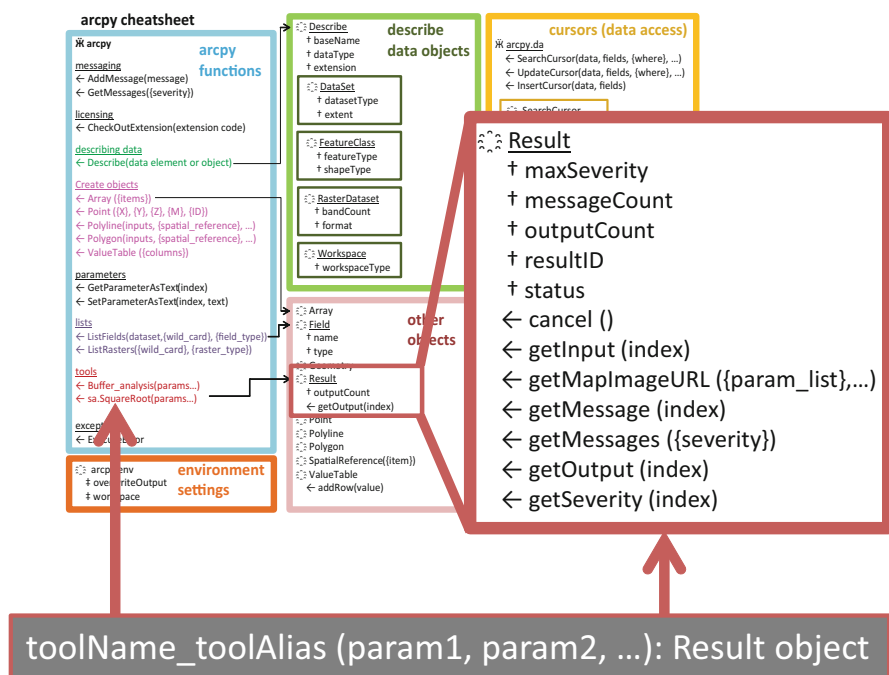 arcpy cheatsheet
Ӝ arcpy
arcpy
functions
messaging
← AddMessage(message)
← GetMessages({severity})
licensing
← CheckOutExtension(extension code)
describing data
← Describe(data element or object)
Create objects
← Array ({items})
← Point ({X}, {Y}, {Z}, {M}, {ID})
← Polyline(inputs, {spatial_reference}, ...)
← Polygon(inputs, {spatial_reference}, ...)
← ValueTable ({columns})
parameters
← GetParameterAsText(index)
← SetParameterAsText(index, text)
lists
← ListFields(dataset,{wild_card}, {field_type})
← ListRasters({wild_card}, {raster_type})
tools
← Buffer_analysis(params...)
← sa.SquareRoot(params...)
environment
settings
‡ workspace
Describe
† baseName
† dataType
† extension
describe
data objects
DataSet
† datasetType
† extent
FeatureClass
† featureType
† shapeType
RasterDataset
† bandCount
† format
Workspace
† workspaceType
Array
Field
† name
† type
other
objects
Geometry
Result
† outputCount
← getOutput(index)
Point
Polyline
Polygon
SpatialReference({item})
ValueTable
← addRow(value)
cursors (data access)
Ӝ arcpy.da
← SearchCursor(data, fields, {where}, ...)
← UpdateCursor(data, fields, {where}, ...)
← InsertCursor(data, fields)
SearchCursor
Result
† maxSeverity
† messageCount
† outputCount
† resultID
† status
← cancel ()
← getInput (index)
← getMapImageURL ({param_list},...)
← getMessage (index)
← getMessages ({severity})
← getOutput (index)
← getSeverity (index)
toolName_toolAlias (param1, param2, ...): Result object